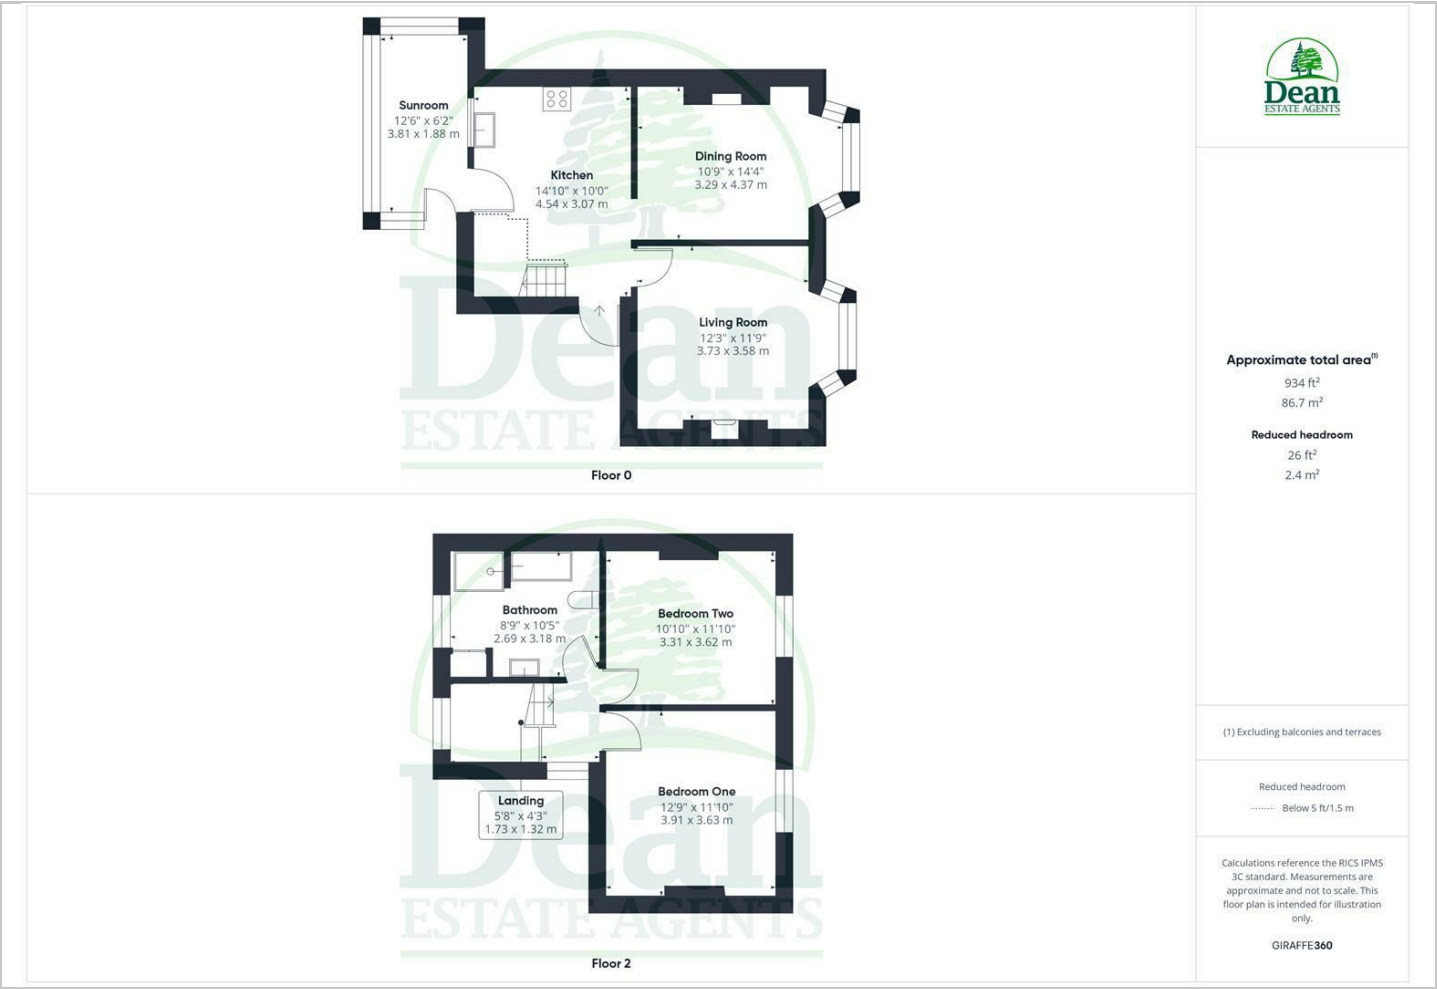 Sunroom
12'6" x 6'2"
3.81 x 1.88 m
Kitchen
14'10" x 10'0"
4.54 x 3.07 m
Dining Room
10'9" x 14'4"
3.29 x 4.37 m
Living Room
12'3" x 11'9"
3.73 x 3.58 m
Dean
ESTATE AGENTS
Floor 0
Bathroom
8'9" x 10'5"
2.69 x 3.18 m
Bedroom Two
10'10" x 11'10"
3.31 x 3.62 m
Landing
5'8" x 4'3"
1.73 x 1.32 m
Bedroom One
12'9" x 11'10"
3.91 x 3.63 m
Dean
ESTATE AGENTS
Floor 2
Dean
ESTATE AGENTS
Approximate total area⁽¹⁾
934 ft²
86.7 m²
Reduced headroom
26 ft²
2.4 m²
(1) Excluding balconies and terraces
Reduced headroom
Below 5 ft/1.5 m
Calculations reference the RICS IPMS
3C standard. Measurements are
approximate and not to scale. This
floor plan is intended for illustration
only.
GIRAFFE360